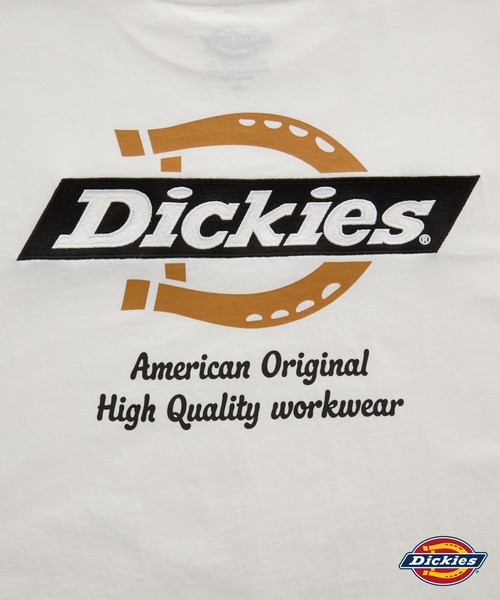 Dickies®
American Original
High Quality workwear
Dickies